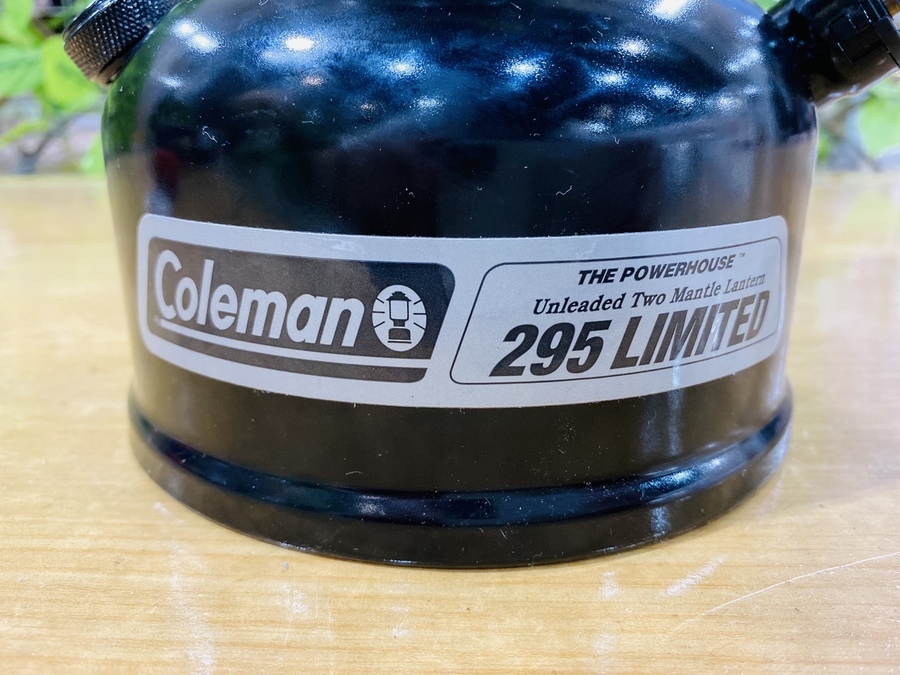 Coleman
THE POWERHOUSE™
Unleaded Two Mantle Lantern
295 LIMITED